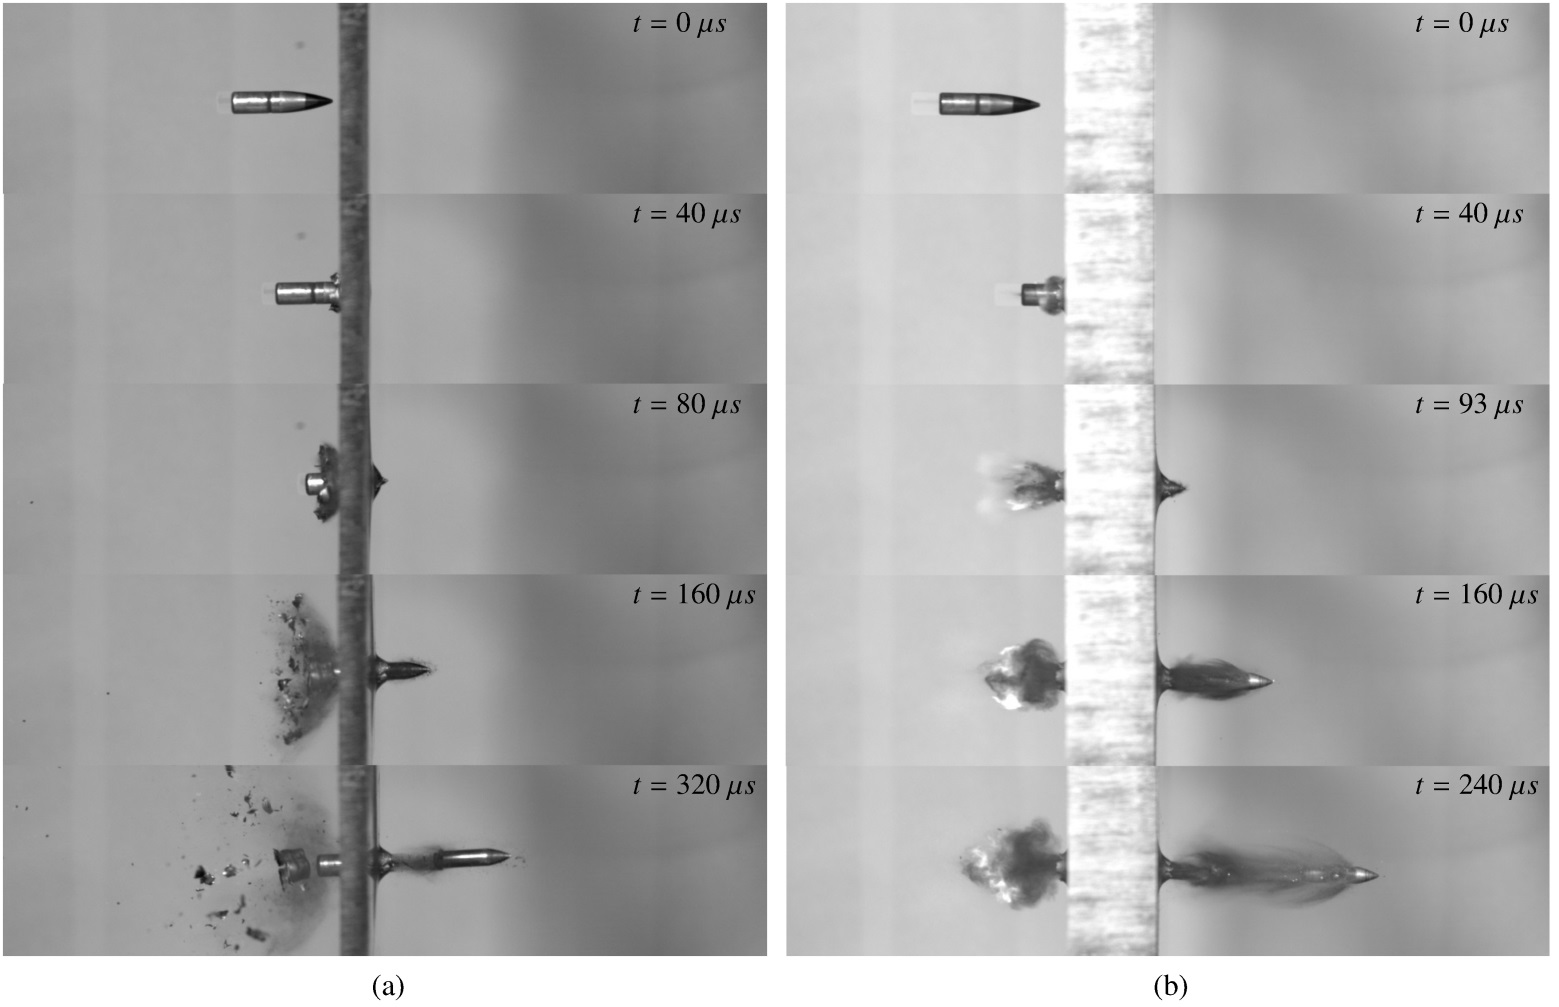 t = 0 μs
t = 40 μs
t = 80 μs
t = 160 μs
t = 320 μs
(a)
t = 0 μs
t = 40 μs
t = 93 μs
t = 160 μs
t = 240 μs
(b)